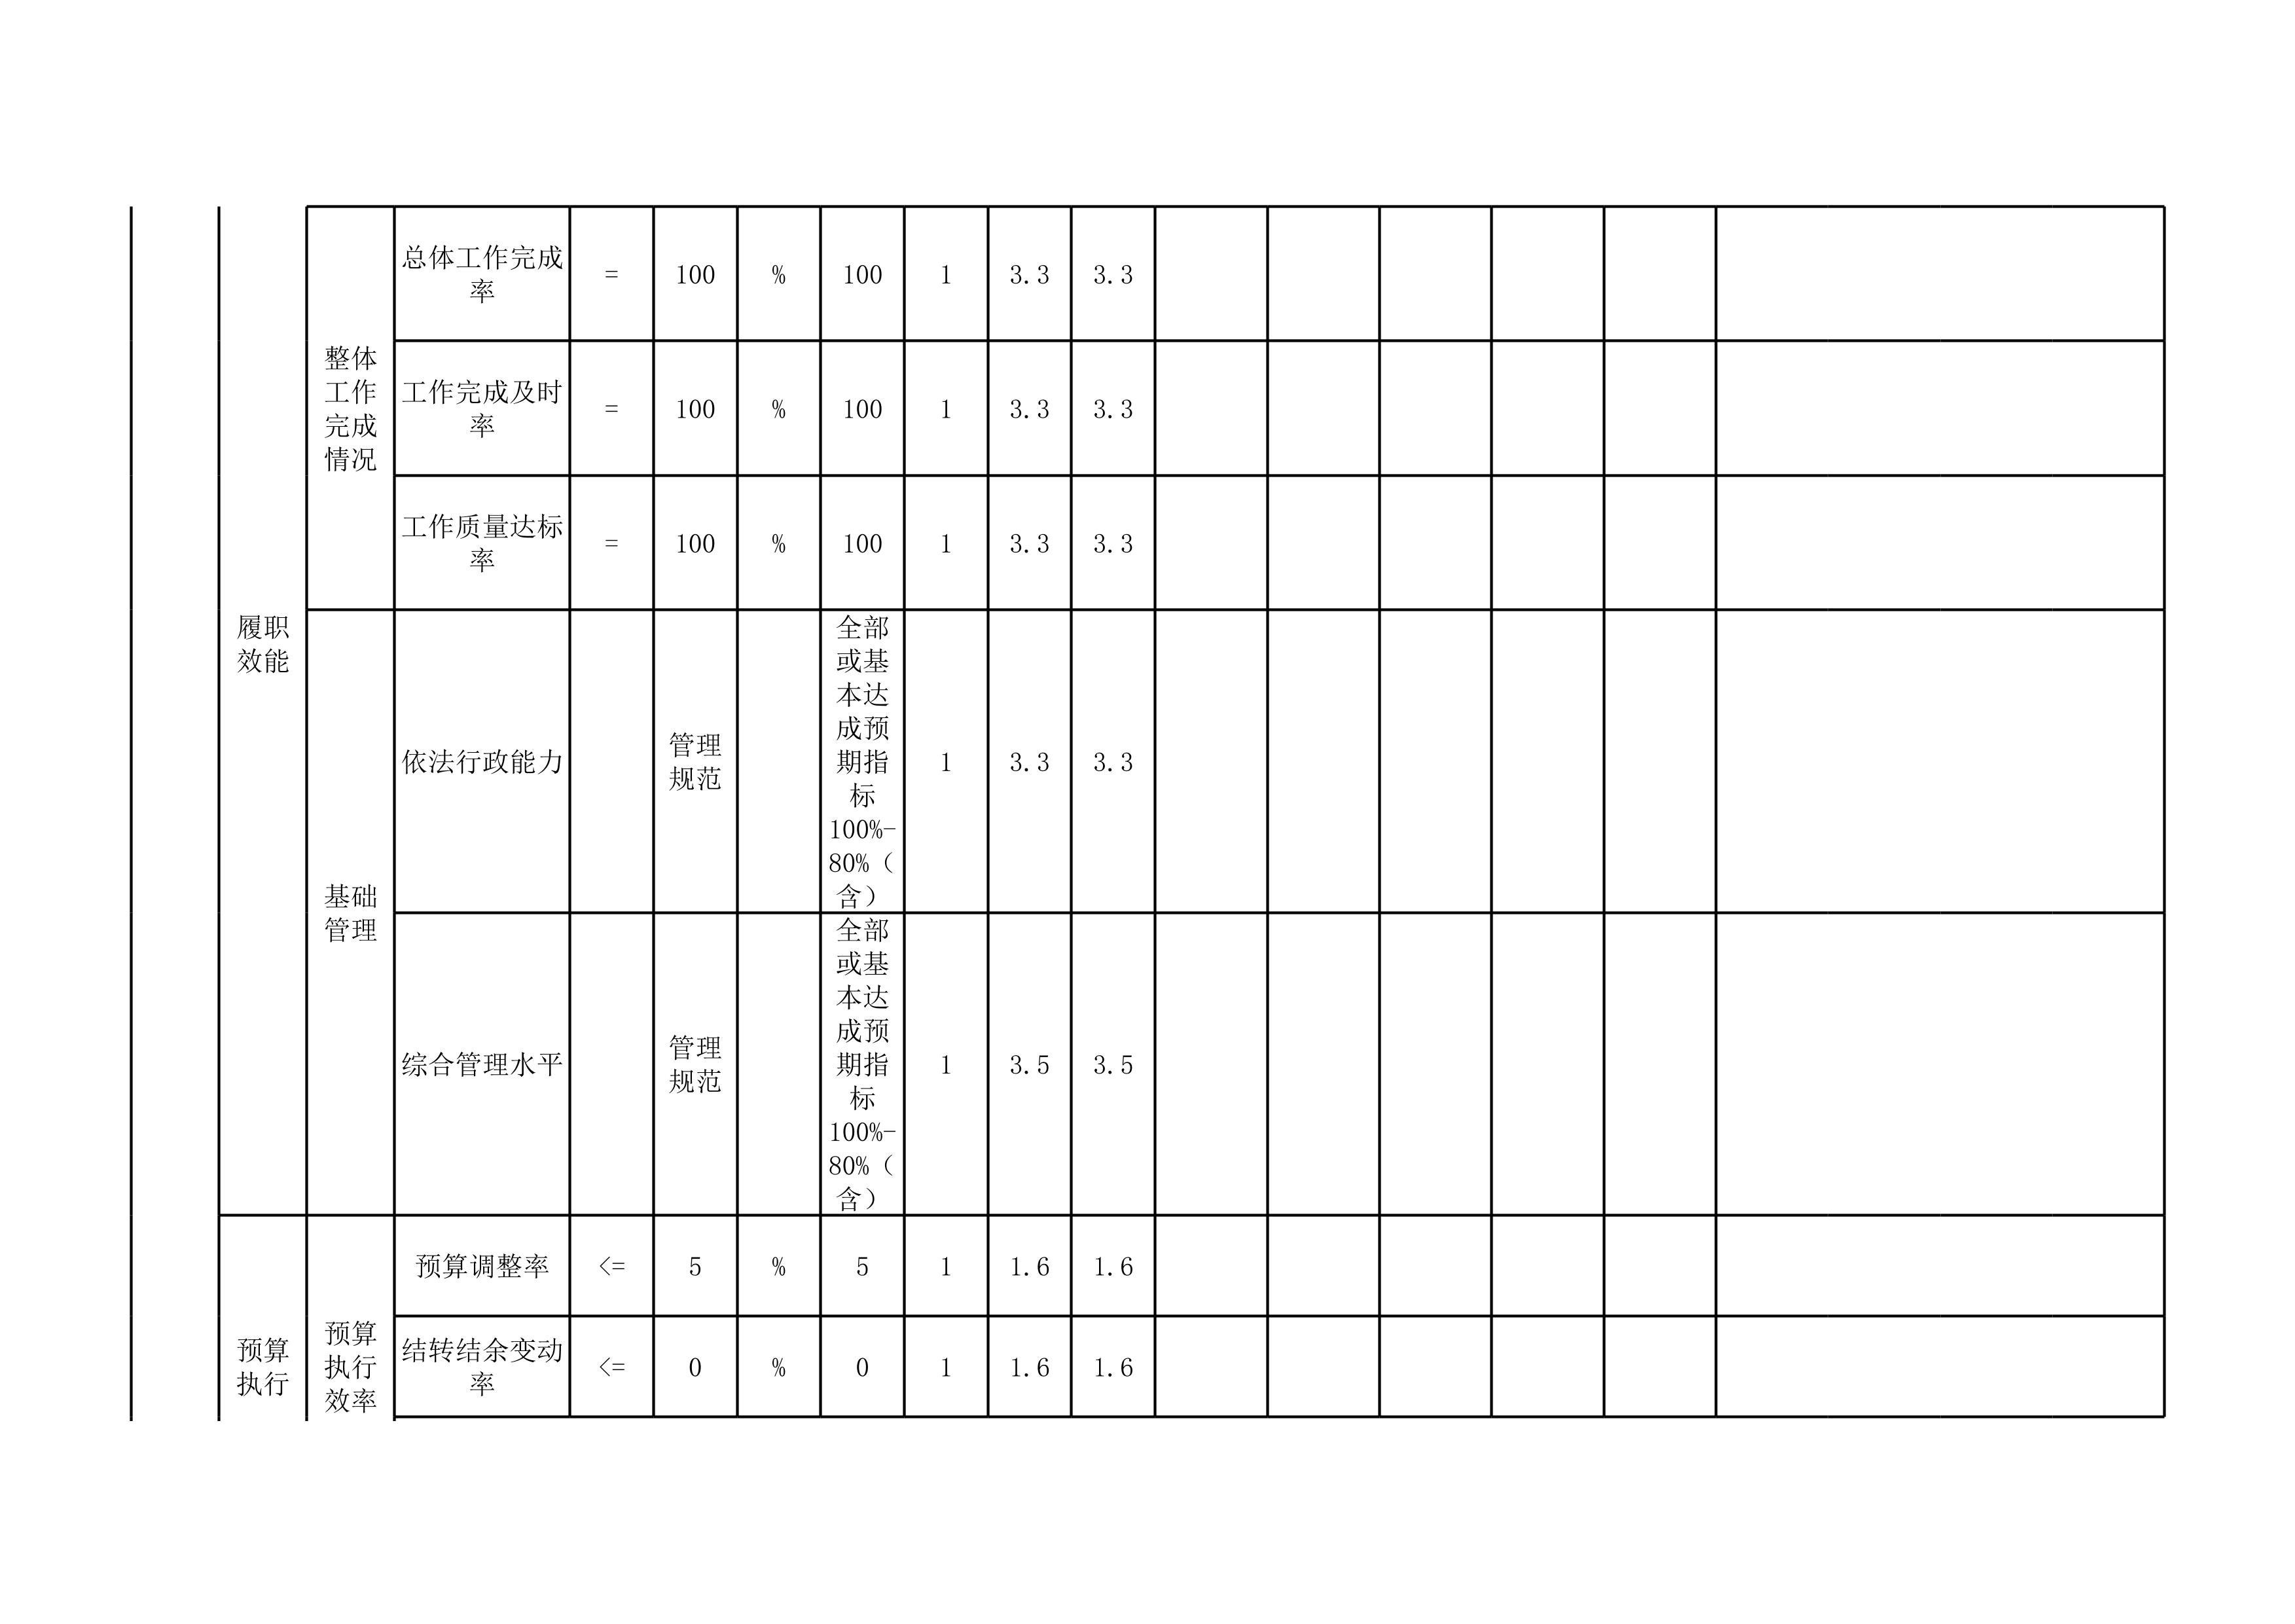 履职
效能
整体
工作
完成
情况
总体工作完成
率
=
100
%
100
1
3.3
3.3
工作完成及时
率
=
100
%
100
1
3.3
3.3
工作质量达标
率
=
100
%
100
1
3.3
3.3
基础
管理
依法行政能力
管理
规范
全部
或基
本达
成预
期指
标
100%-
80%（
含）
1
3.3
3.3
综合管理水平
管理
规范
全部
或基
本达
成预
期指
标
100%-
80%（
含）
1
3.5
3.5
预算
执行
预算
执行
效率
预算调整率
<=
5
%
5
1
1.6
1.6
结转结余变动
率
<=
0
%
0
1
1.6
1.6